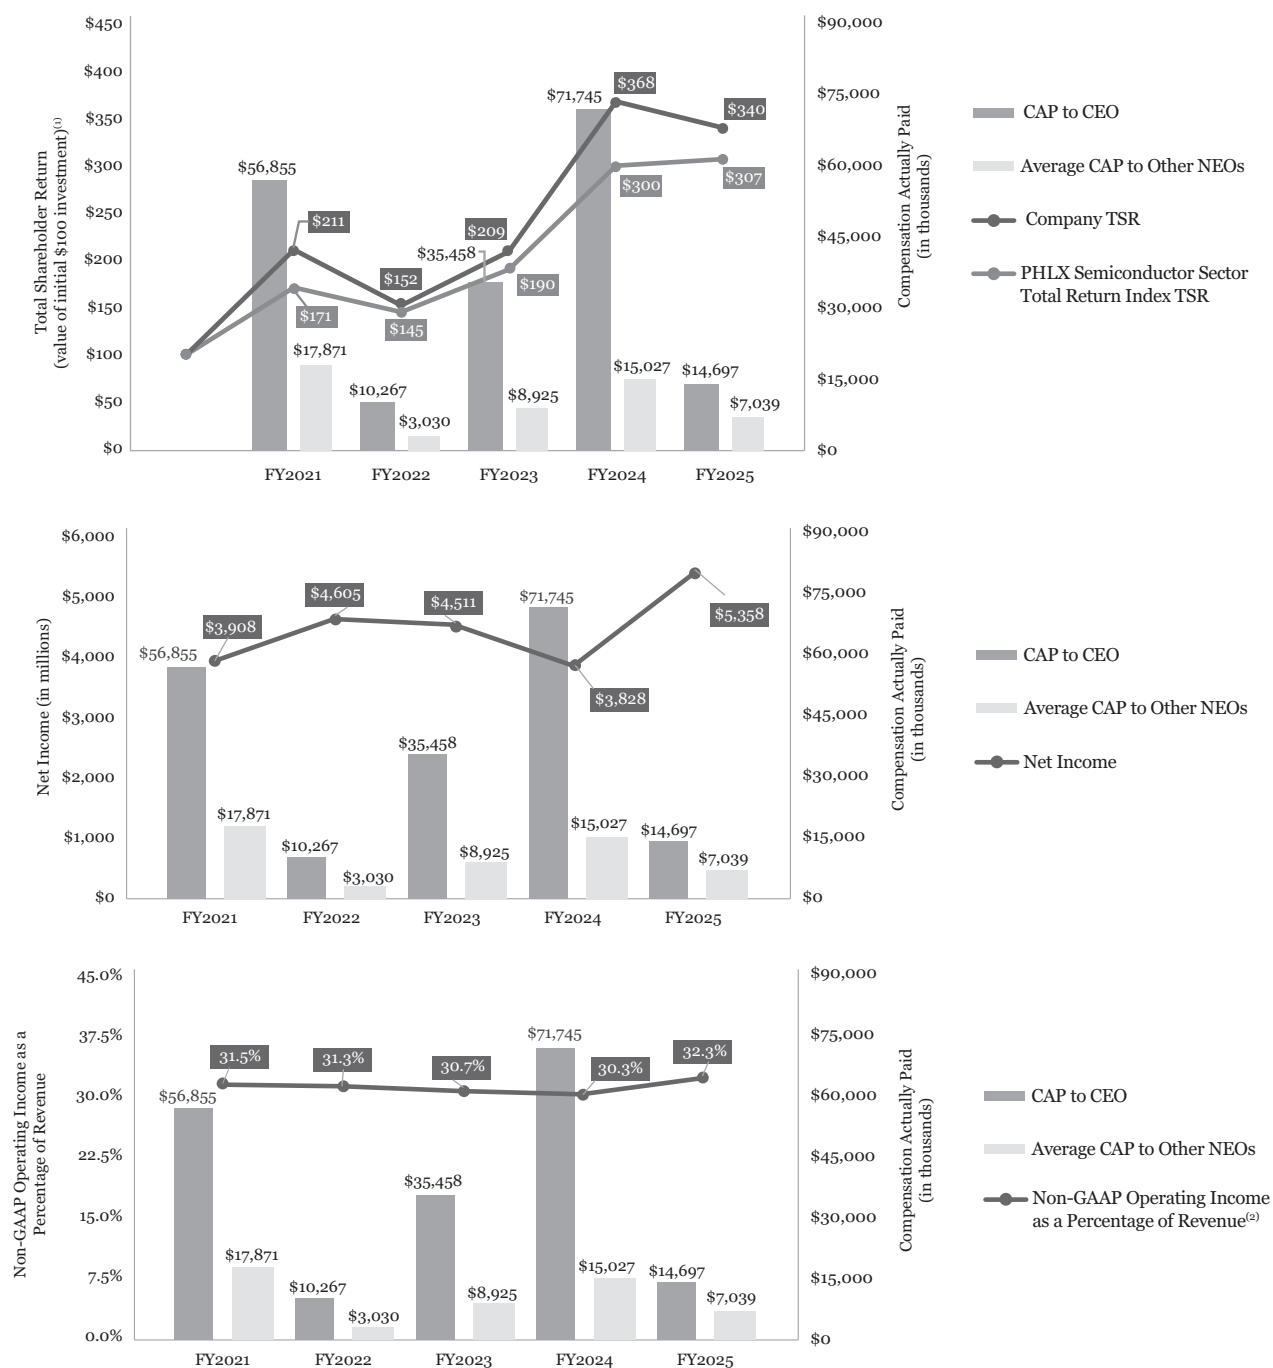 $450
$400
$350
$300
$250
$200
$150
$100
$50
$0
Total Shareholder Return
(value of initial $100 investment)(1)
$56,855
$211
$171
$17,871
$10,267
$152
$145
$3,030
$35,458
$209
$190
$8,925
$71,745
$368
$300
$15,027
$14,697
$340
$307
$7,039
FY2021
FY2022
FY2023
FY2024
FY2025
$90,000
$75,000
$60,000
$45,000
$30,000
$15,000
$0
Compensation Actually Paid
(in thousands)
CAP to CEO
Average CAP to Other NEOs
Company TSR
PHLX Semiconductor Sector
Total Return Index TSR
$6,000
$5,000
$4,000
$3,000
$2,000
$1,000
$0
Net Income (in millions)
$56,855
$3,908
$17,871
$4,605
$10,267
$3,030
$4,511
$35,458
$8,925
$71,745
$3,828
$15,027
$14,697
$5,358
$7,039
FY2021
FY2022
FY2023
FY2024
FY2025
$90,000
$75,000
$60,000
$45,000
$30,000
$15,000
$0
Compensation Actually Paid
(in thousands)
CAP to CEO
Average CAP to Other NEOs
Net Income
45.0%
37.5%
30.0%
22.5%
15.0%
7.5%
0.0%
Non-GAAP Operating Income as a
Percentage of Revenue
$56,855
31.5%
$17,871
31.3%
$10,267
$3,030
30.7%
$35,458
$8,925
$71,745
30.3%
$15,027
32.3%
$14,697
$7,039
FY2021
FY2022
FY2023
FY2024
FY2025
$90,000
$75,000
$60,000
$45,000
$30,000
$15,000
$0
Compensation Actually Paid
(in thousands)
CAP to CEO
Average CAP to Other NEOs
Non-GAAP Operating Income
as a Percentage of Revenue(2)